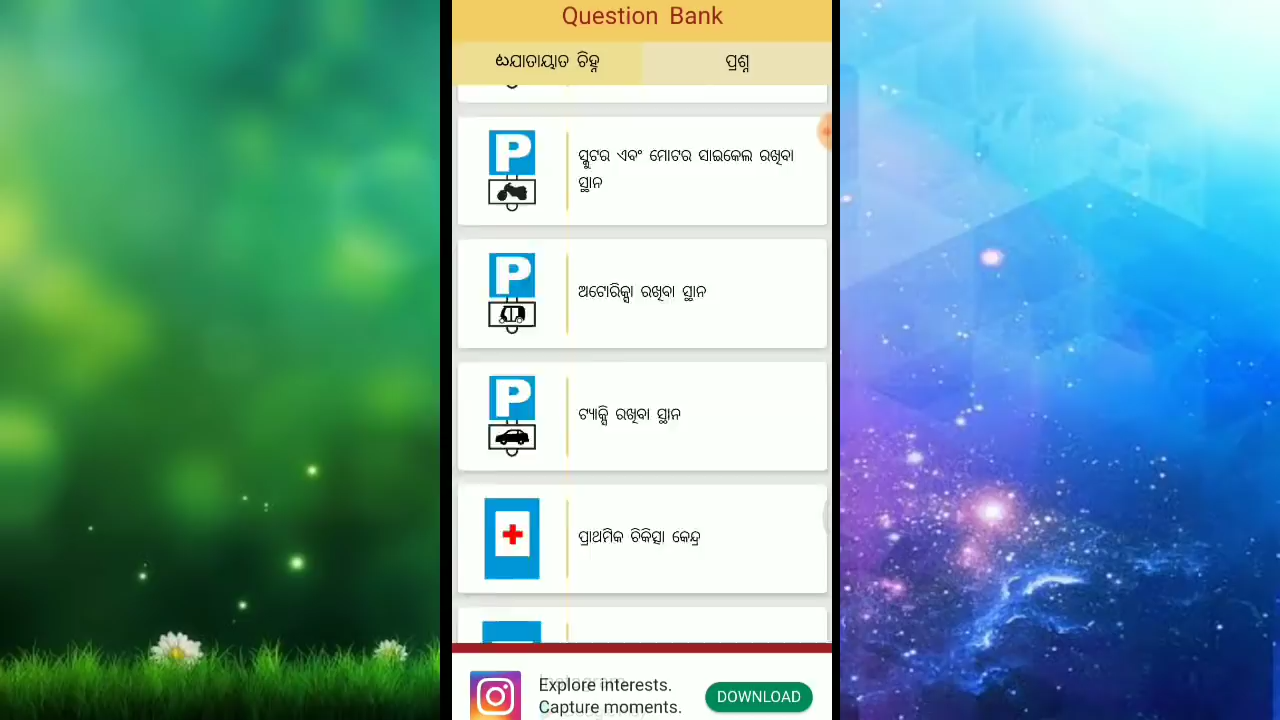 Question Bank
ଯାତାୟାତ ଚିହ୍ନ
ପ୍ରଶ୍ନ
P
ସ୍କୁଟର ଏବଂ ମୋଟର ସାଇକେଲ ରଖିବା
ସ୍ଥାନ
P
ଅଟୋରିକ୍ସା ରଖିବା ସ୍ଥାନ
P
ଟ୍ୟାକ୍ସି ରଖିବା ସ୍ଥାନ
ପ୍ରାଥମିକ ଚିକିତ୍ସା କେନ୍ଦ୍ର
Explore interests.
Capture moments.
DOWNLOAD